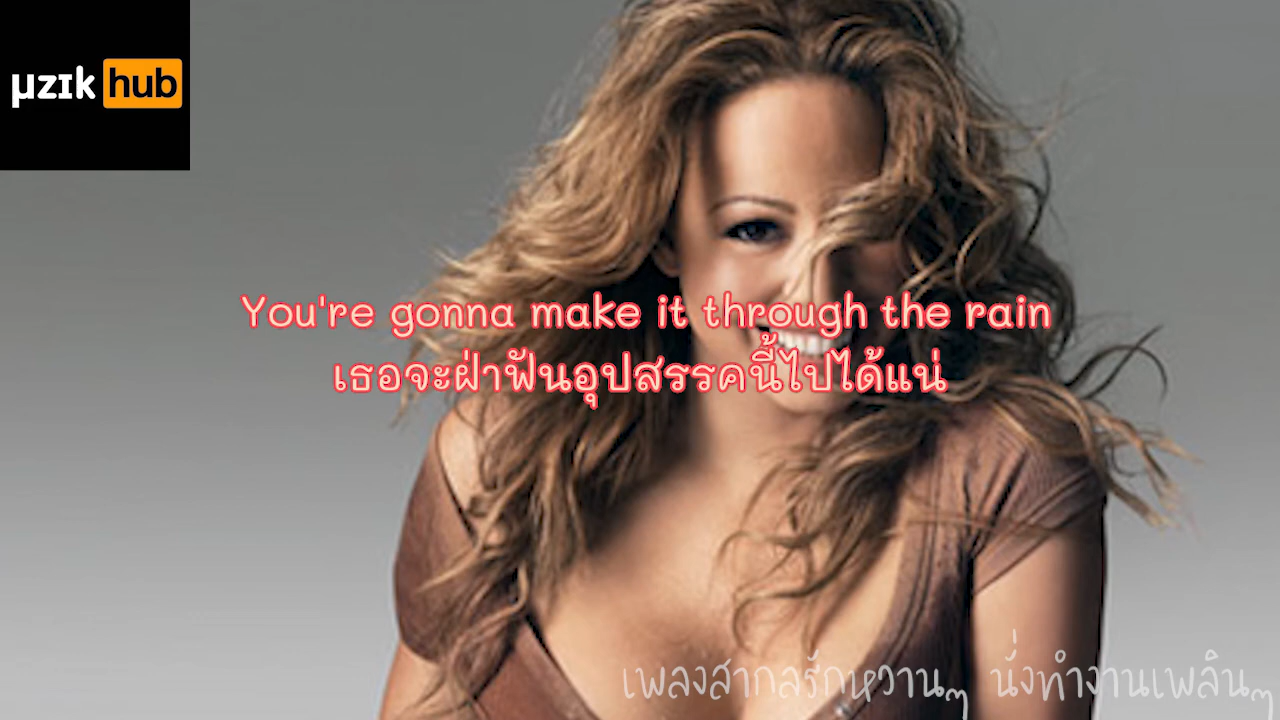 µzɪk hub
You're gonna make it through the rain
เธอจะฝ่าฟันอุปสรรคนี้ไปได้แน่
เพลงสากลรักหวานๆ นั่งทำงานเพลินๆ